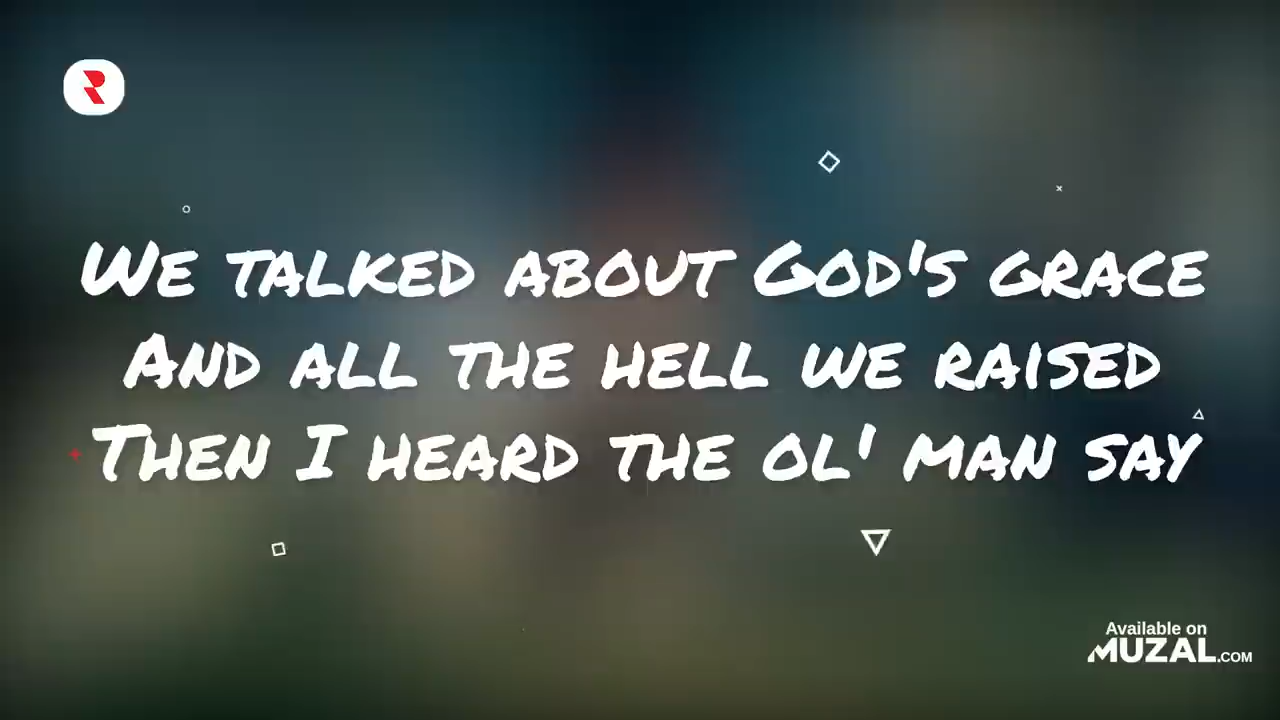 We talked about God's grace
And all the hell we raised
Then I heard the ol' man say
Available on
MUZAL.COM